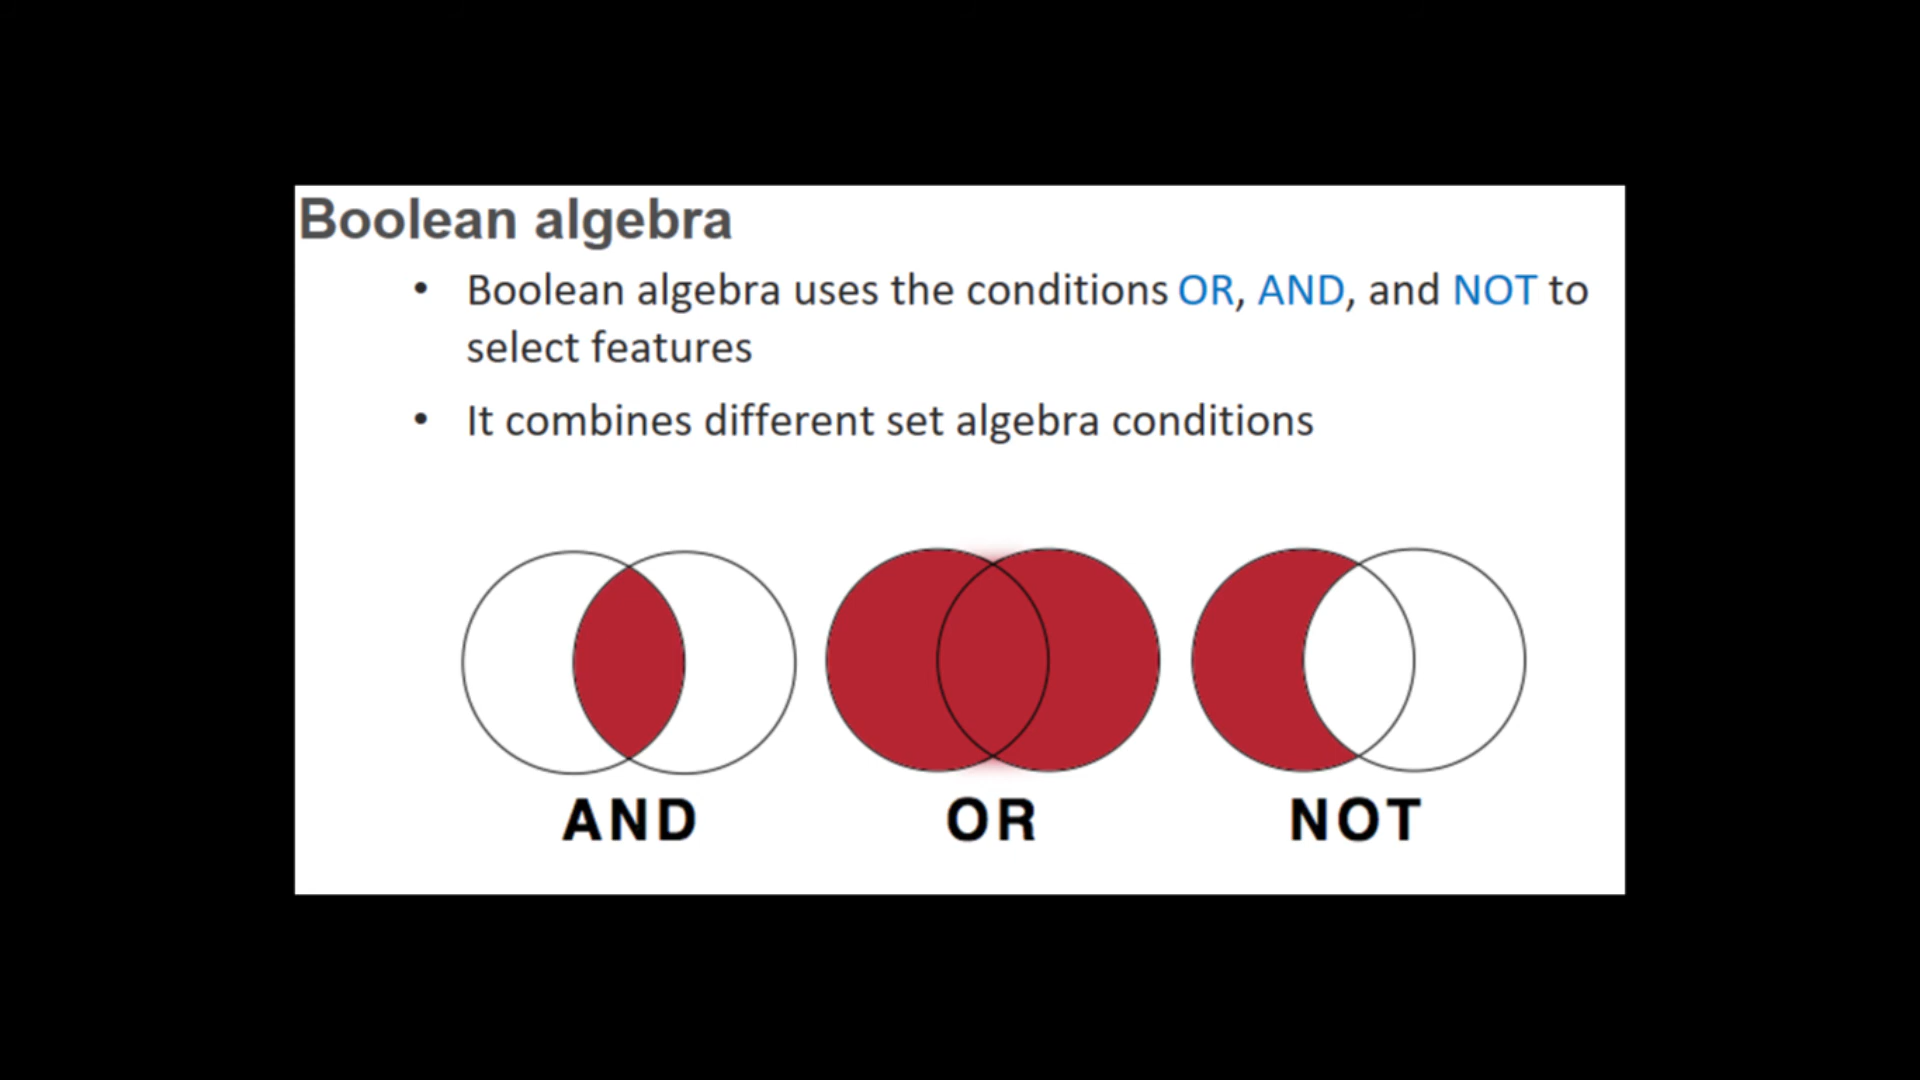 Boolean algebra
• Boolean algebra uses the conditions OR, AND, and NOT to
select features
• It combines different set algebra conditions
AND OR NOT